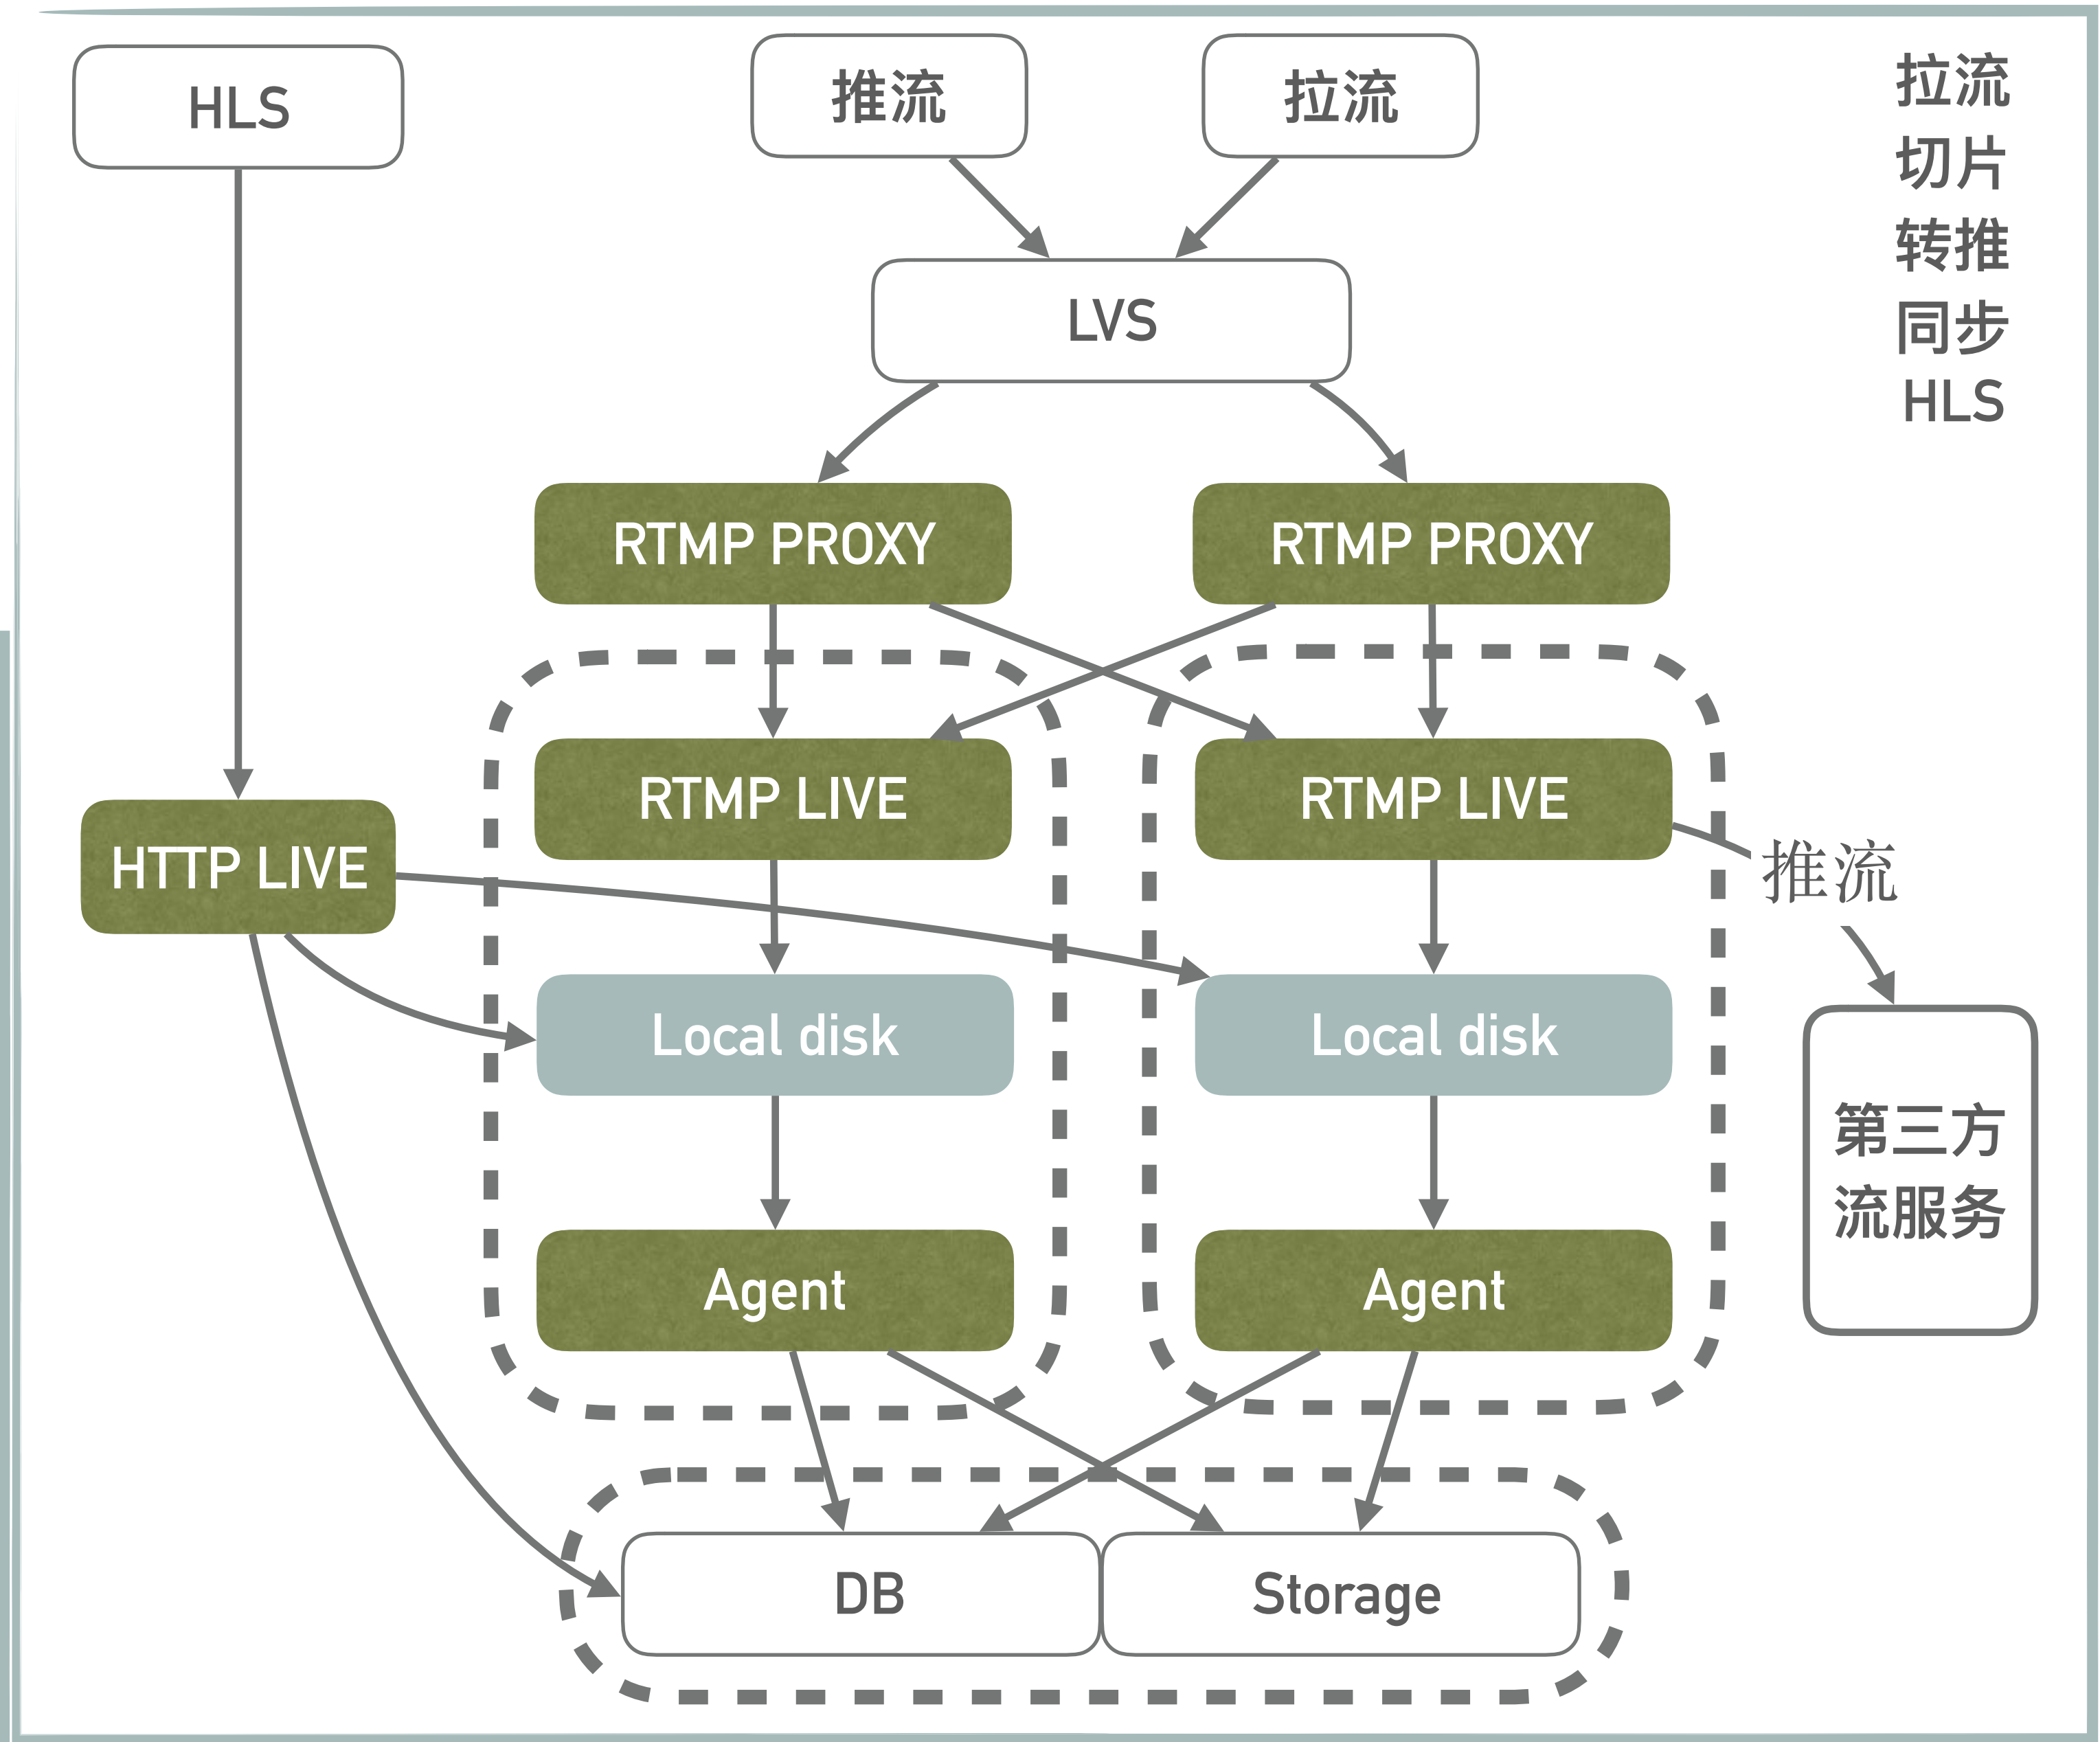 HLS
推流
拉流
拉流
切片
转推
同步
HLS
LVS
RTMP PROXY
RTMP PROXY
RTMP LIVE
RTMP LIVE
HTTP LIVE
推流
Local disk
Local disk
第三方
流服务
Agent
Agent
DB
Storage